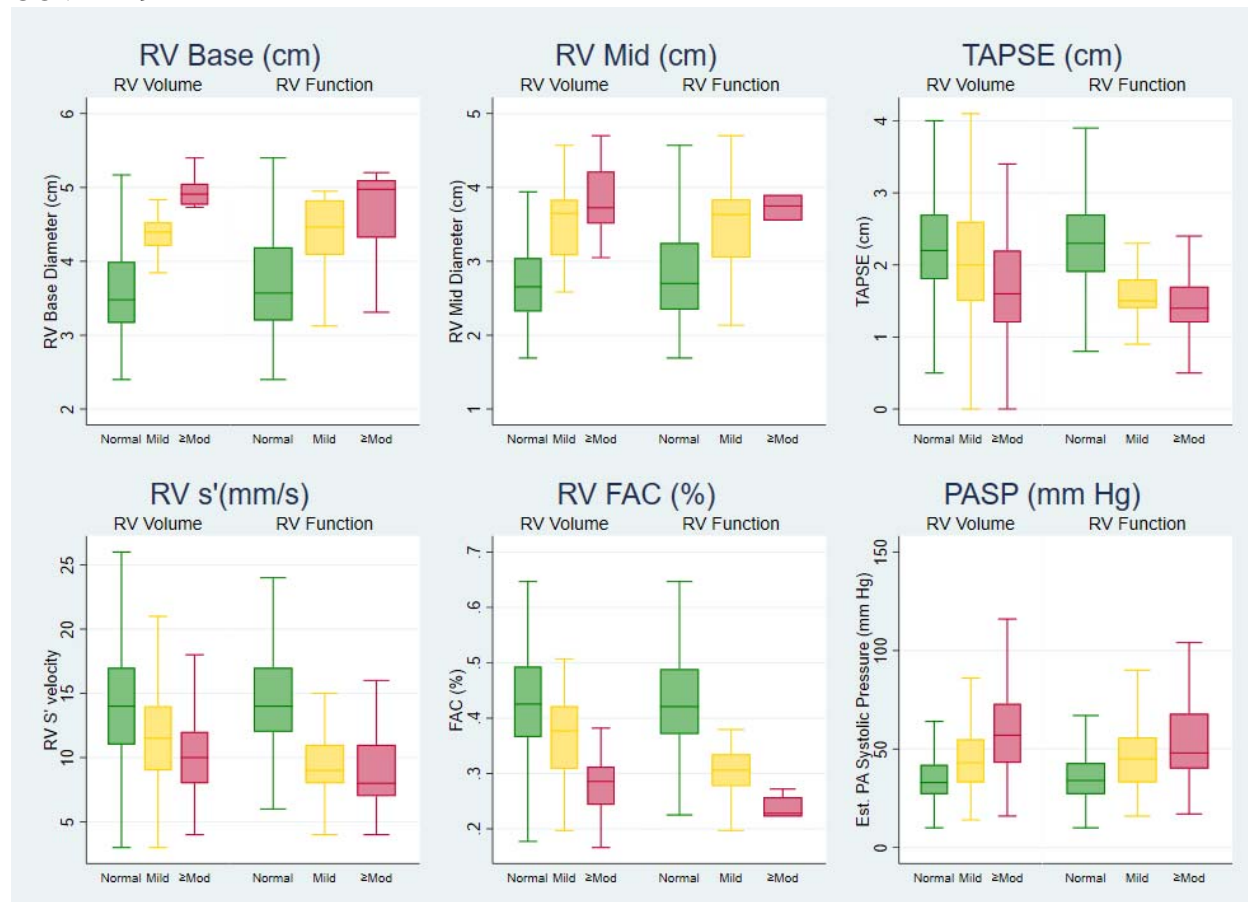 RV Base (cm)
RV Volume RV Function
RV Base Diameter (cm)
6
5
4
3
2
Normal Mild ≥Mod Normal Mild ≥Mod
RV Mid (cm)
RV Volume RV Function
RV Mid Diameter (cm)
5
4
3
2
1
Normal Mild ≥Mod Normal Mild ≥Mod
TAPSE (cm)
RV Volume RV Function
TAPSE (cm)
4
3
2
1
0
Normal Mild ≥Mod Normal Mild ≥Mod
RV s'(mm/s)
RV Volume RV Function
RV S' velocity
25
20
15
10
5
Normal Mild ≥Mod Normal Mild ≥Mod
RV FAC (%)
RV Volume RV Function
FAC (%)
.7
.6
.5
.4
.3
.2
Normal Mild ≥Mod Normal Mild ≥Mod
PASP (mm Hg)
RV Volume RV Function
Est. PA Systolic Pressure (mm Hg)
150
100
50
0
Normal Mild ≥Mod Normal Mild ≥Mod